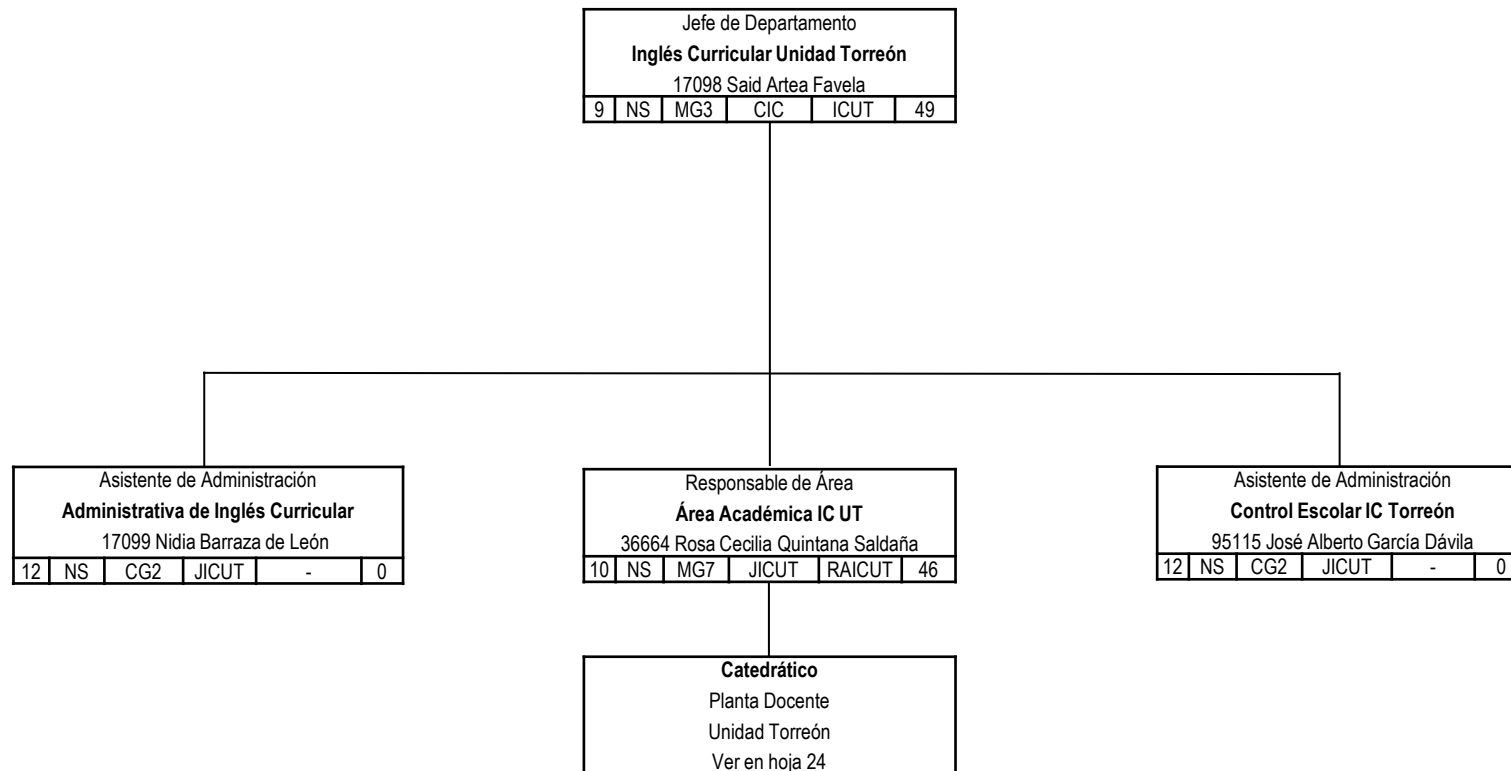 Jefe de Departamento
Inglés Curricular Unidad Torreón
17098 Said Artea Favela
9 NS MG3 CIC ICUT 49
Asistente de Administración
Administrativa de Inglés Curricular
17099 Nidia Barraza de León
12 NS CG2 JICUT - 0
Responsable de Área
Área Académica IC UT
36664 Rosa Cecilia Quintana Saldaña
10 NS MG7 JICUT RAICUT 46
Asistente de Administración
Control Escolar IC Torreón
95115 José Alberto García Dávila
12 NS CG2 JICUT - 0
Catedrático
Planta Docente
Unidad Torreón
Ver en hoja 24